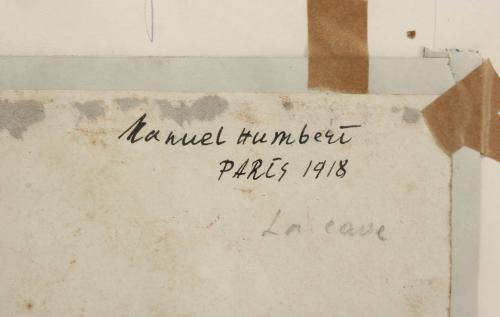 Manuel Humbert
PARIS 1918
La cave